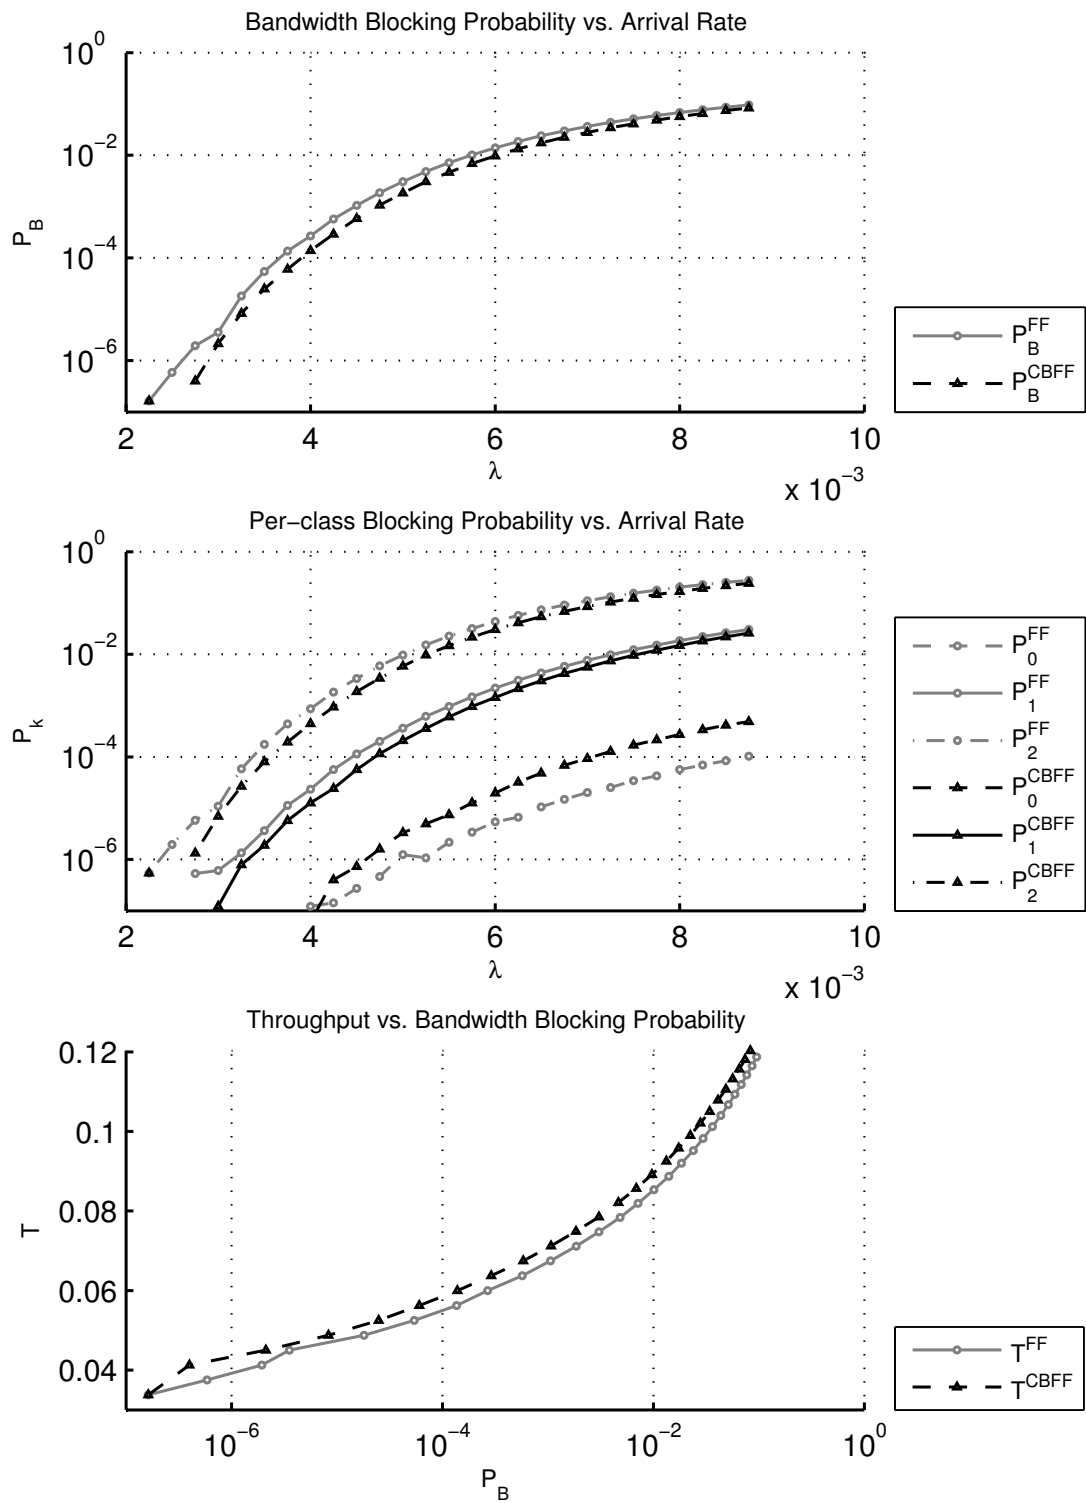 Bandwidth Blocking Probability vs. Arrival Rate
10^0
10^−2
10^−4
10^−6
P_B
2 4 6 8 10
λ
x 10^−3
P_B^FF
P_B^CBFF
Per−class Blocking Probability vs. Arrival Rate
10^0
10^−2
10^−4
10^−6
P_k
2 4 6 8 10
λ
x 10^−3
P_0^FF
P_1^FF
P_2^FF
P_0^CBFF
P_1^CBFF
P_2^CBFF
Throughput vs. Bandwidth Blocking Probability
0.12
0.1
0.08
0.06
0.04
T
10^−6 10^−4 10^−2 10^0
P_B
T^FF
T^CBFF